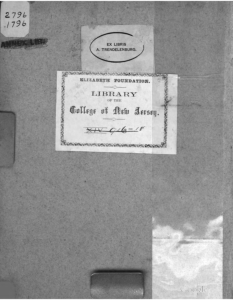 2796
.1796
EX LIBRIS
A. TRENDELENBURG.
ELIZABETH FOUNDATION.
LIBRARY
OF THE
College of New Jersey.